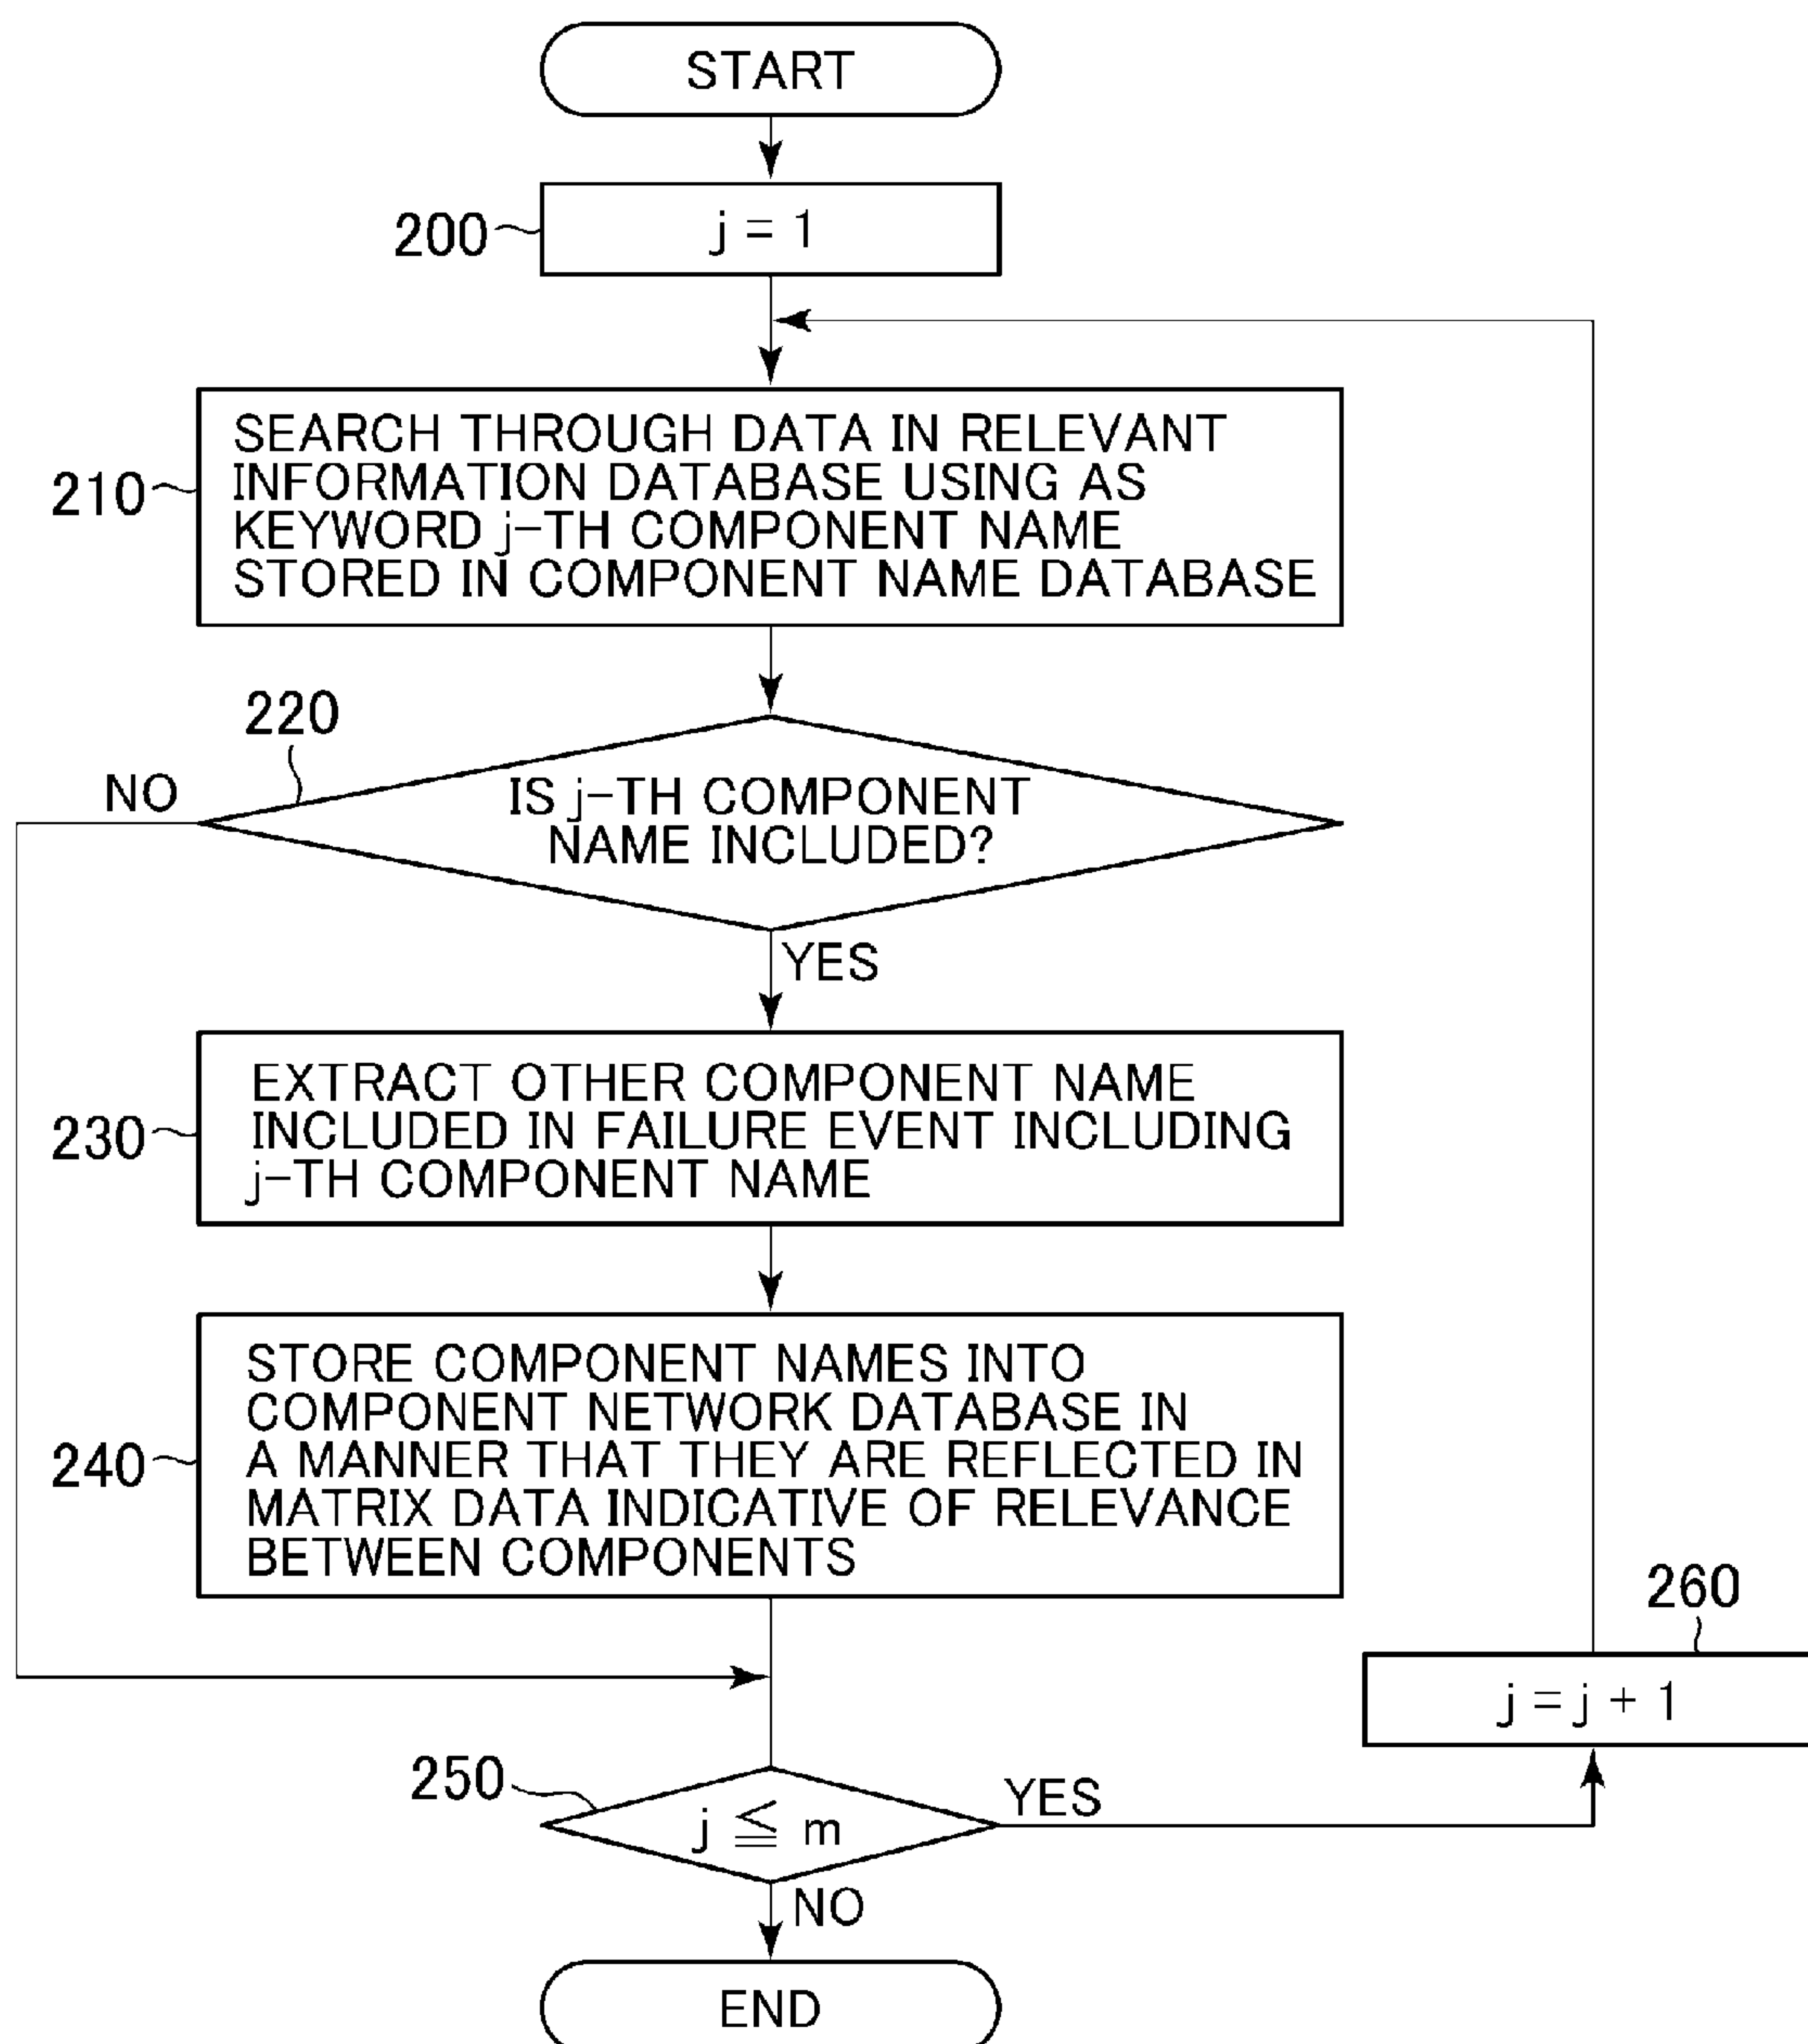 START
200
j = 1
SEARCH THROUGH DATA IN RELEVANT
INFORMATION DATABASE USING AS
KEYWORD j-TH COMPONENT NAME
STORED IN COMPONENT NAME DATABASE
210
220
NO
IS j-TH COMPONENT
NAME INCLUDED?
YES
EXTRACT OTHER COMPONENT NAME
INCLUDED IN FAILURE EVENT INCLUDING
j-TH COMPONENT NAME
230
STORE COMPONENT NAMES INTO
COMPONENT NETWORK DATABASE IN
A MANNER THAT THEY ARE REFLECTED IN
MATRIX DATA INDICATIVE OF RELEVANCE
BETWEEN COMPONENTS
240
260
j = j + 1
250
j ≦ m
YES
NO
END